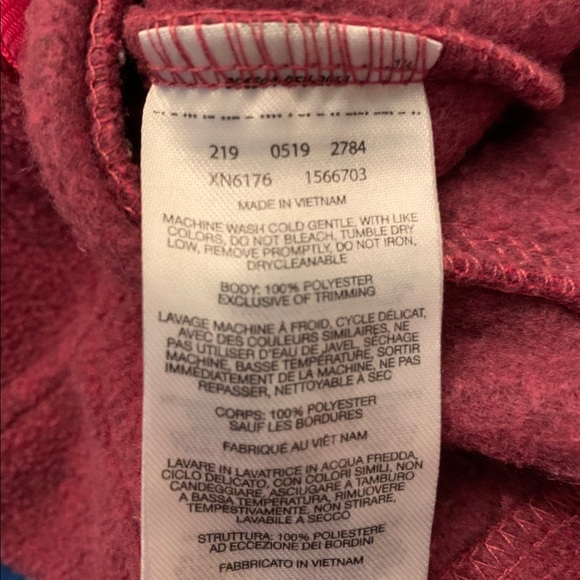 219 0519 2784
XN6176 1566703
MADE IN VIETNAM
MACHINE WASH COLD GENTLE, WITH LIKE
COLORS, DO NOT BLEACH, TUMBLE DRY
LOW, REMOVE PROMPTLY, DO NOT IRON,
DRYCLEANABLE
BODY: 100% POLYESTER
EXCLUSIVE OF TRIMMING
LAVAGE MACHINE À FROID, CYCLE DÉLICAT,
AVEC DES COULEURS SIMILAIRES, NE
PAS UTILISER D'EAU DE JAVEL, SÉCHAGE
MACHINE, BASSE TEMPÉRATURE, SORTIR
IMMÉDIATEMENT DE LA MACHINE, NE PAS
REPASSER, NETTOYABLE À SEC
CORPS: 100% POLYESTER
SAUF LES BORDURES
FABRIQUÉ AU VIÊT NAM
LAVARE IN LAVATRICE IN ACQUA FREDDA,
CICLO DELICATO, CON COLORI SIMILI, NON
CANDEGGIARE, ASCIUGARE A TAMBURO
A BASSA TEMPERATURA, RIMUOVERE
TEMPESTIVAMENTE, NON STIRARE,
LAVABILE A SECCO
STRUTTURA: 100% POLIESTERE
AD ECCEZIONE DEI BORDINI
FABBRICATO IN VIETNAM